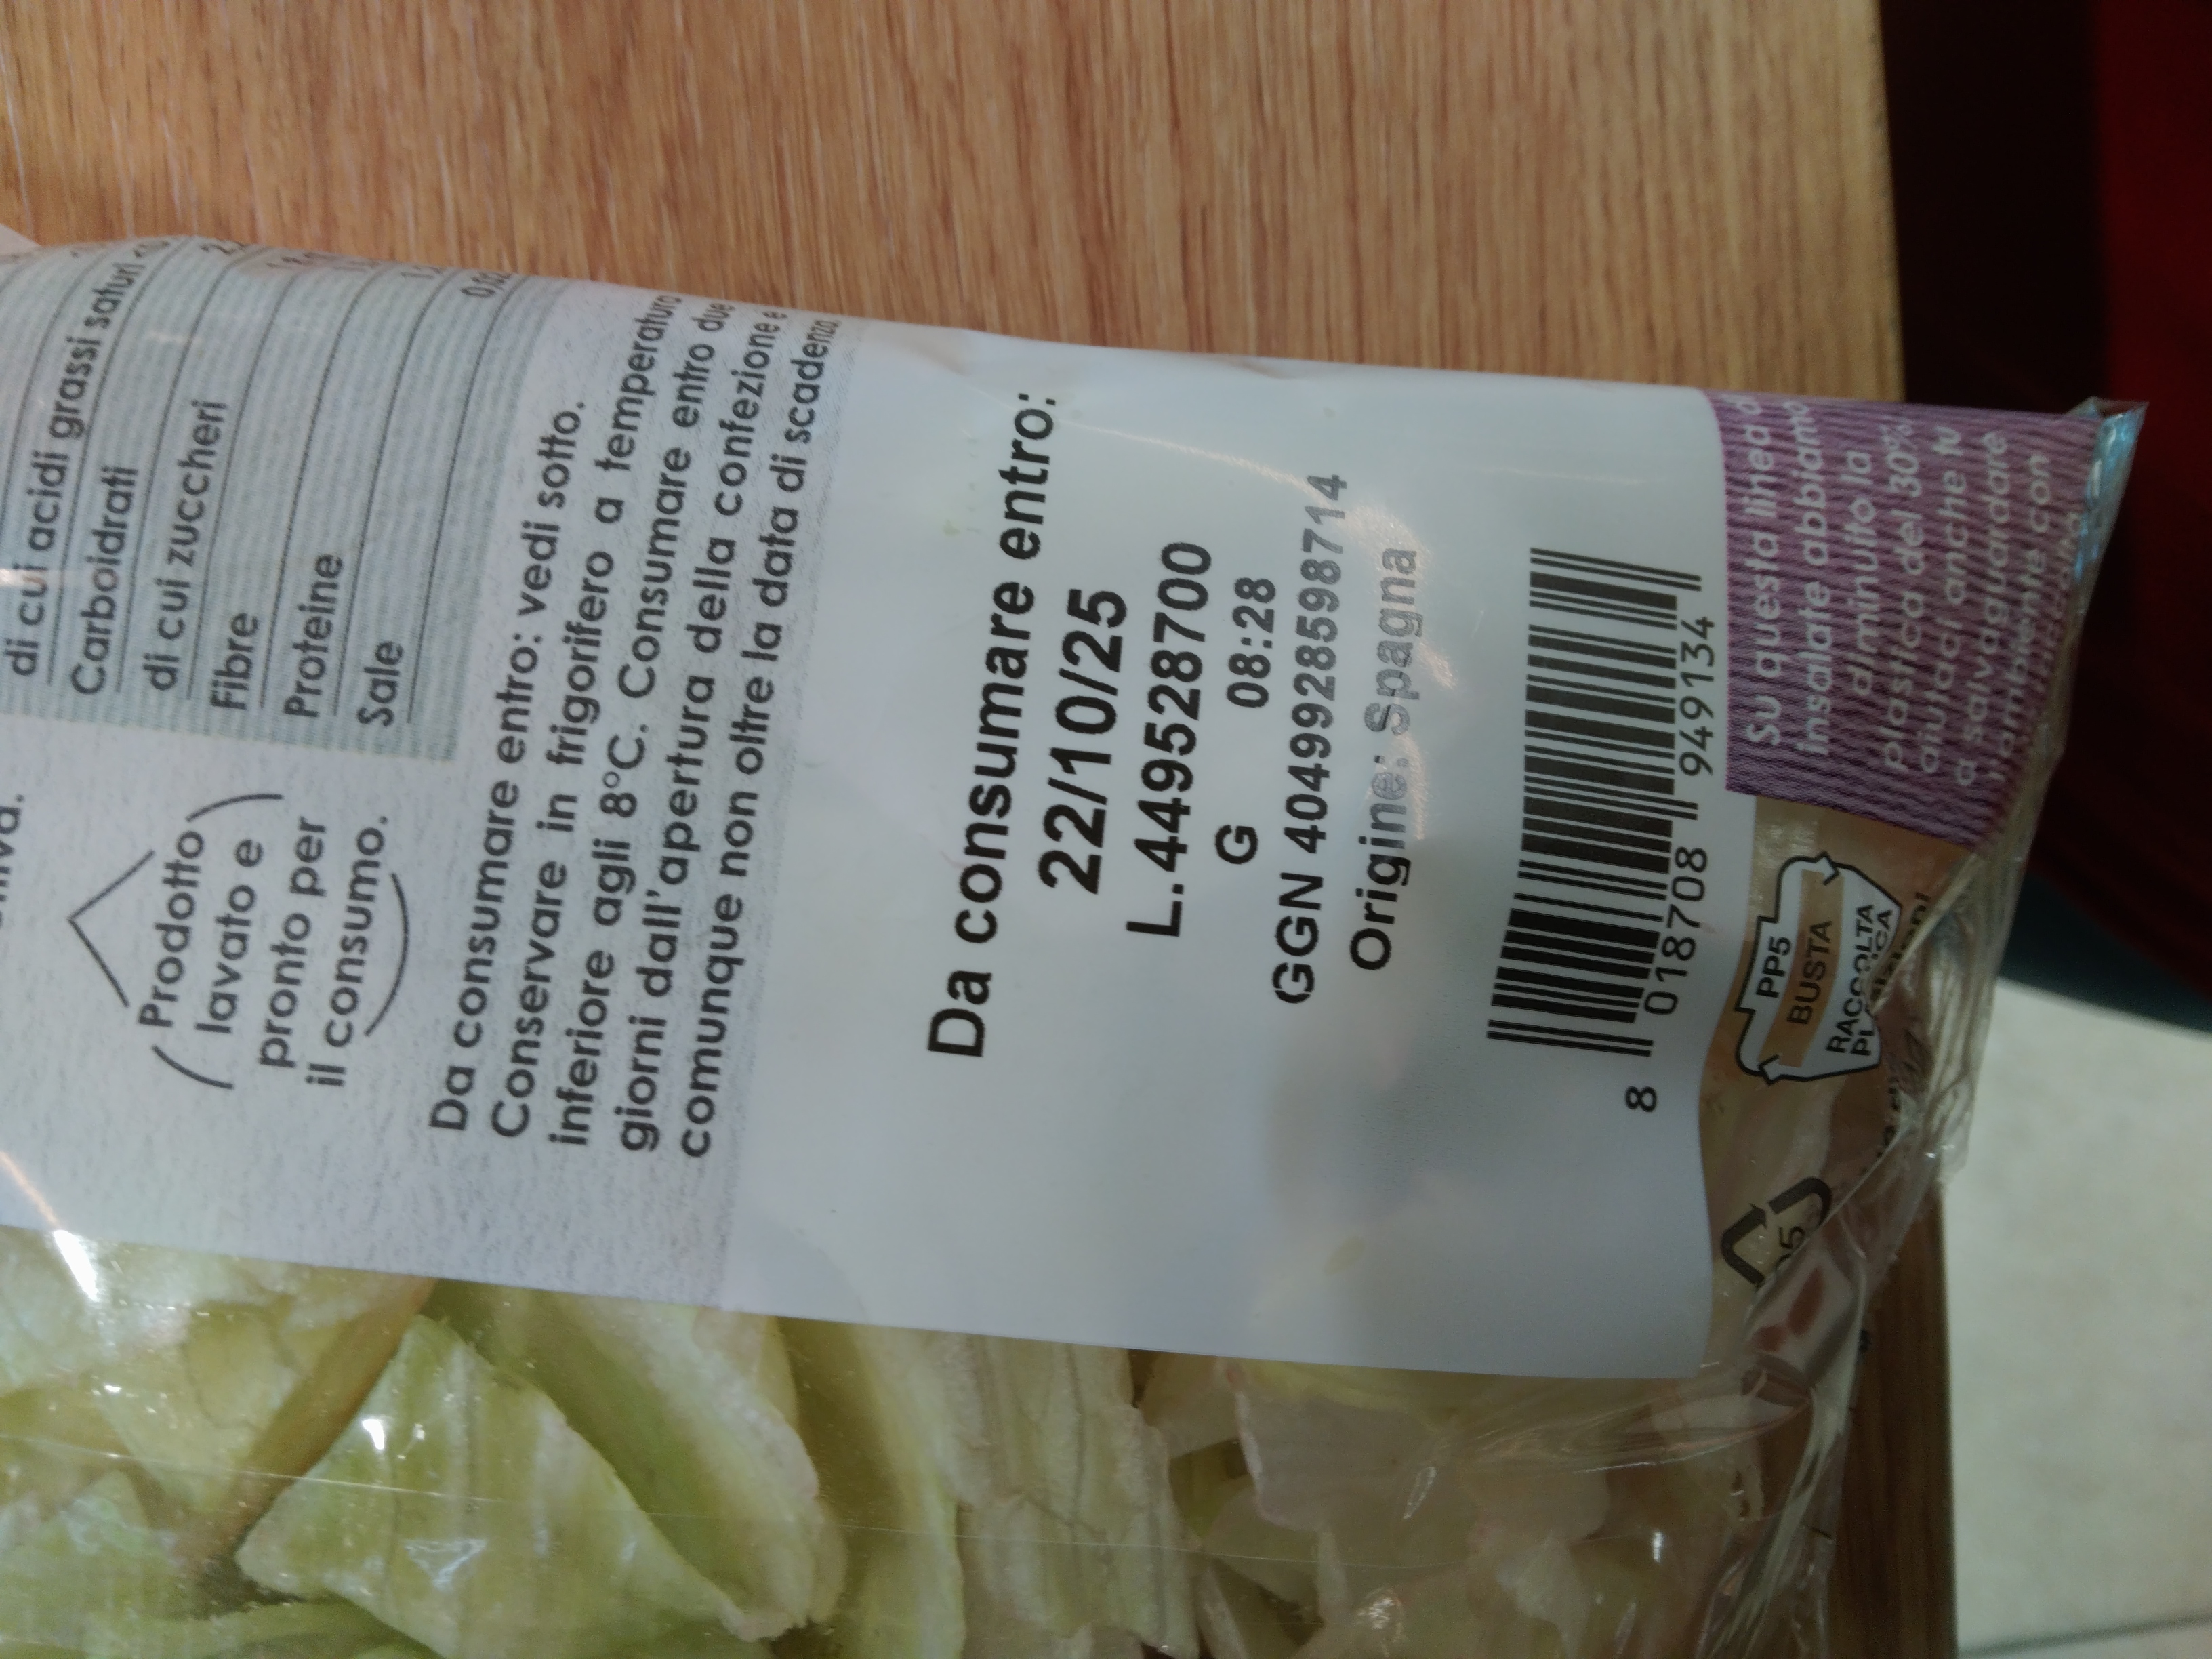 di cui acidi grassi saturi
Carboidrati
di cui zuccheri
Fibre
Proteine
Sale
Prodotto
lavato e
pronto per
il consumo.
Da consumare entro: vedi sotto.
Conservare in frigorifero a temperatura
inferiore agli 8°C. Consumare entro due
giorni dall'apertura della confezione e
comunque non oltre la data di scadenza.
Da consumare entro:
22/10/25
L.449528700
G 08:28
GGN 4049928598714
Origine: Spagna
8 018708 949134
Su questa linea di
insalate abbiamo
diminuito la
plastica del 30%
aiutaci anche tu
a salvaguardare
l'ambiente con
PP5
BUSTA
RACCOLTA
PLASTICA